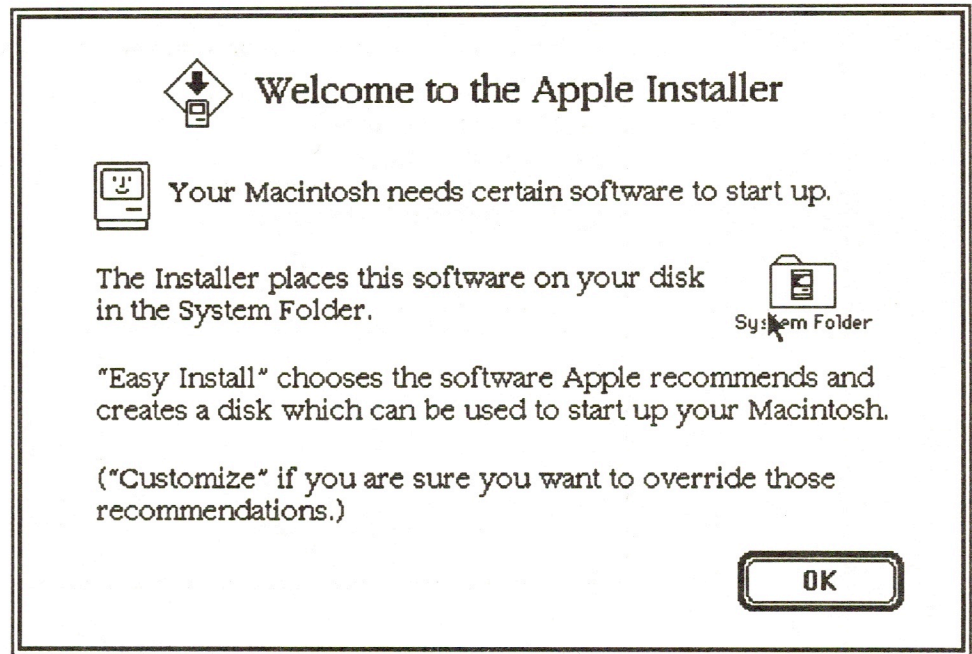 Welcome to the Apple Installer
Your Macintosh needs certain software to start up.
The Installer places this software on your disk
in the System Folder.
System Folder
"Easy Install" chooses the software Apple recommends and
creates a disk which can be used to start up your Macintosh.
("Customize" if you are sure you want to override those
recommendations.)
OK